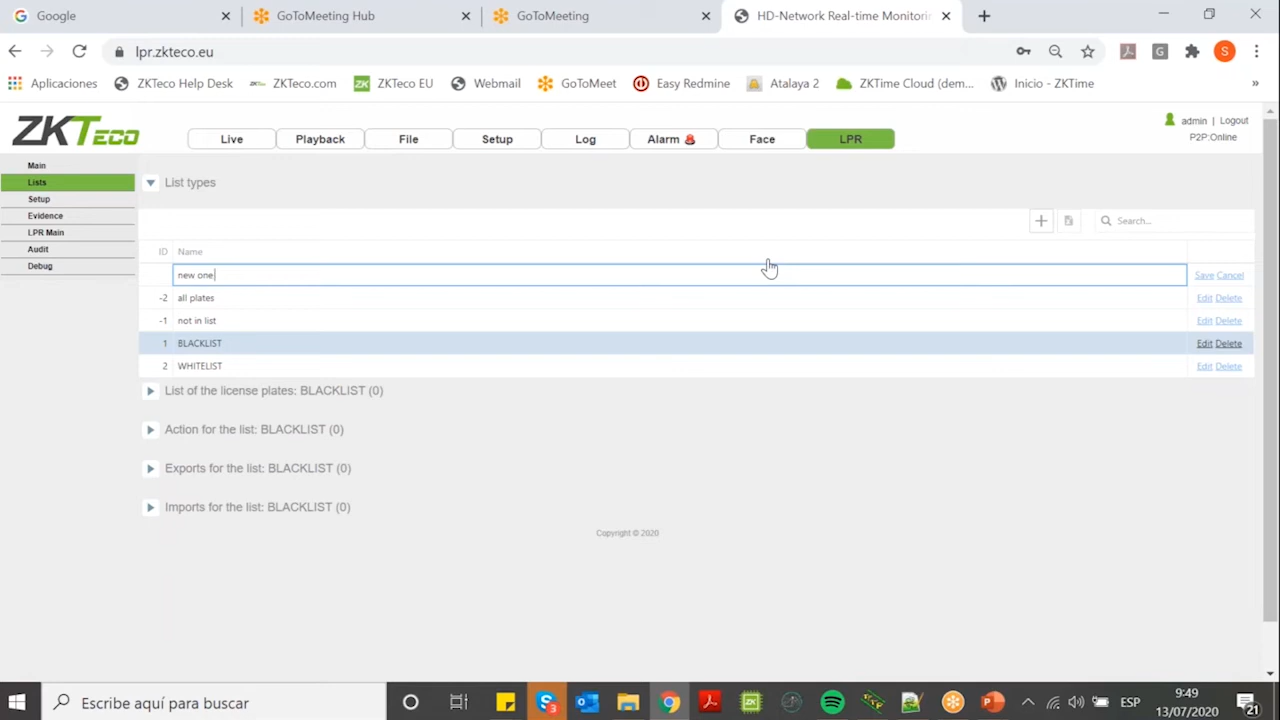 Google
GoToMeeting Hub
GoToMeeting
HD-Network Real-time Monitorin
lpr.zkteco.eu
G
S
Aplicaciones
ZKTeco Help Desk
ZKTeco.com
ZK
ZKTeco EU
Webmail
GoToMeet
Easy Redmine
Atalaya 2
ZKTime Cloud (dem...
Inicio - ZKTime
»
ZKTECO
Live
Playback
File
Setup
Log
Alarm
Face
LPR
admin | Logout
P2P:Online
Main
Lists
Setup
Evidence
LPR Main
Audit
Debug
List types
Search...
ID Name
new one
Save Cancel
-2 all plates
Edit Delete
-1 not in list
Edit Delete
1 BLACKLIST
Edit Delete
2 WHITELIST
Edit Delete
List of the license plates: BLACKLIST (0)
Action for the list: BLACKLIST (0)
Exports for the list: BLACKLIST (0)
Imports for the list: BLACKLIST (0)
Copyright © 2020
Escribe aquí para buscar
3
ZK
ESP
9:49
13/07/2020
21